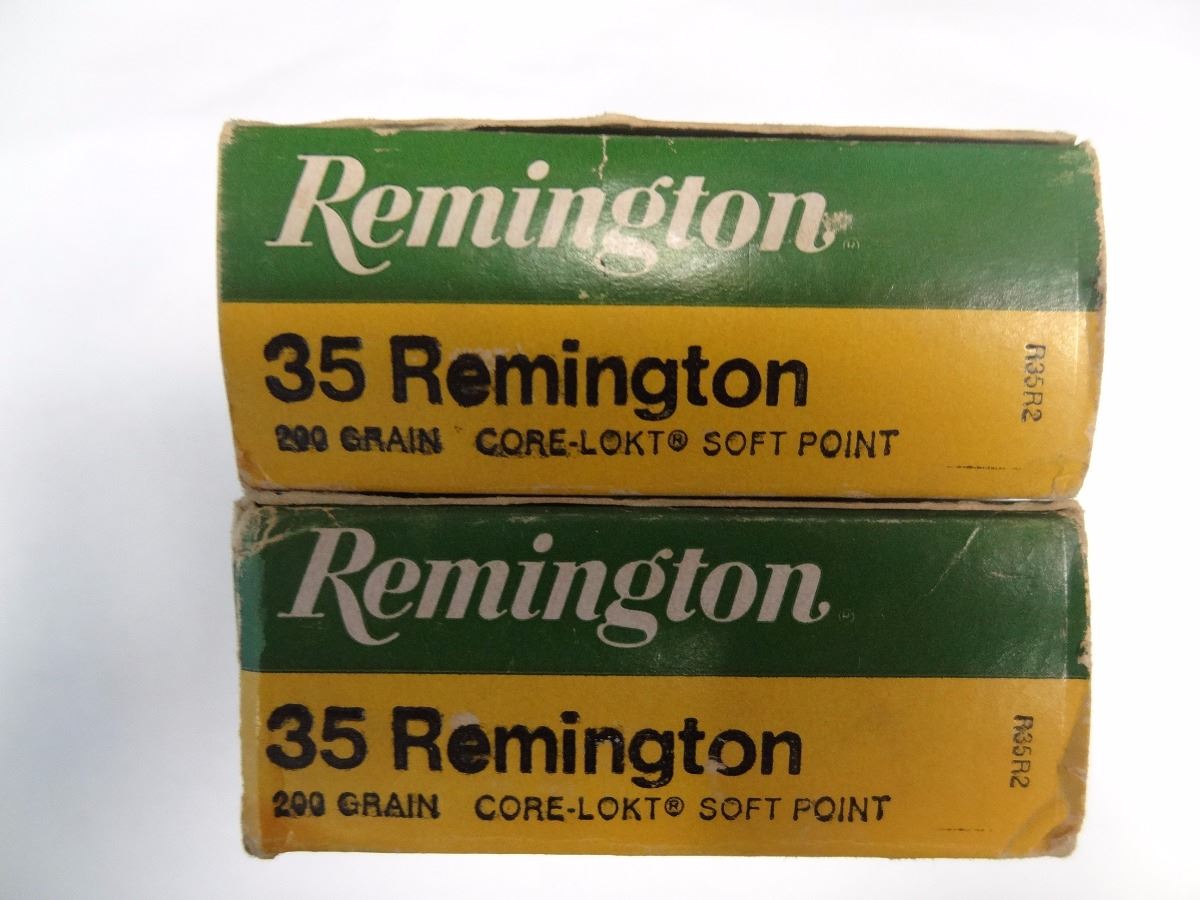 Remington®
35 Remington
200 GRAIN CORE-LOKT® SOFT POINT
R35R2
Remington®
35 Remington
200 GRAIN CORE-LOKT® SOFT POINT
R35R2